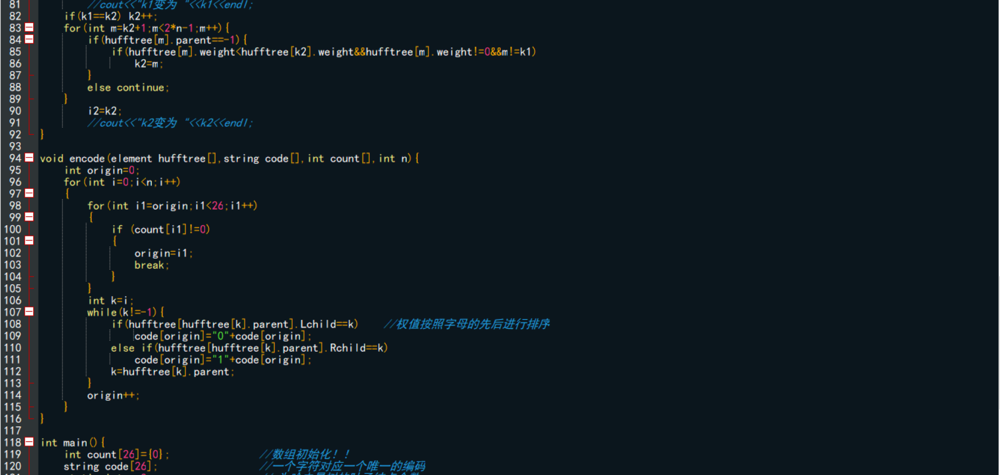 81 //cout<<"k1变为 "<<k1<<endl;
82 if(k1==k2) k2++;
83 for(int m=k2+1;m<2*n-1;m++){
84 if(hufftree[m].parent==-1){
85 if(hufftree[m].weight<hufftree[k2].weight&&hufftree[m].weight!=0&&m!=k1)
86 k2=m;
87 }
88 else continue;
89 }
90 i2=k2;
91 //cout<<"k2变为 "<<k2<<endl;
92 }
93
94 void encode(element hufftree[],string code[],int count[],int n){
95 int origin=0;
96 for(int i=0;i<n;i++)
97 {
98 for(int i1=origin;i1<26;i1++)
99 {
100 if (count[i1]!=0)
101 {
102 origin=i1;
103 break;
104 }
105 }
106 int k=i;
107 while(k!=-1){
108 if(hufftree[hufftree[k].parent].Lchild==k) //权值按照字母的先后进行排序
109 code[origin]="0"+code[origin];
110 else if(hufftree[hufftree[k].parent].Rchild==k)
111 code[origin]="1"+code[origin];
112 k=hufftree[k].parent;
113 }
114 origin++;
115 }
116 }
117
118 int main(){
119 int count[26]={0}; //数组初始化！！
120 string code[26]; //一个字符对应一个唯一的编码